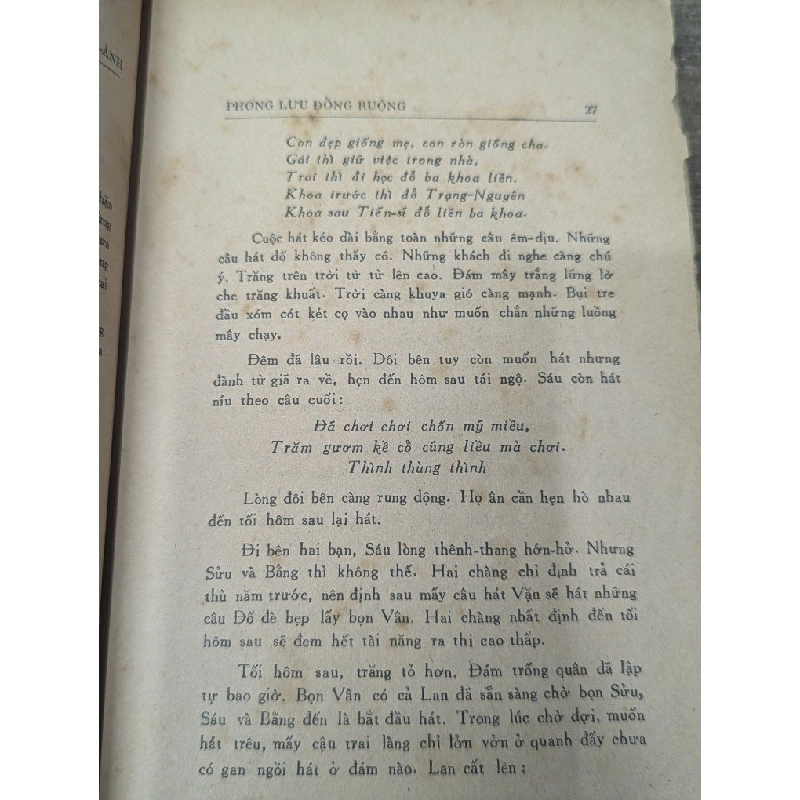 ANH
PHONG LƯU ĐỒNG RUỘNG 27
Con đẹp giống mẹ, con ròn giống cha.
Gái thì giữ việc trong nhà,
Trai thì đi học đỗ ba khoa liền.
Khoa trước thì đỗ Trạng-Nguyên
Khoa sau Tiến-sĩ đỗ liền ba khoa.
Cuộc hát kéo dài bằng toàn những câu êm-dịu. Những
câu hát đố không thấy có. Những khách đi nghe càng chú
ý. Trăng trên trời từ từ lên cao. Đám mây trắng lửng lờ
che trăng khuất. Trời càng khuya gió càng mạnh. Bụi tre
đầu xóm cót két cọ vào nhau như muốn chắn những luồng
mây chạy.
Đêm đã lâu rồi. Đôi bên tuy còn muốn hát nhưng
đành từ giã ra về, hẹn đến hôm sau tái ngộ. Sáu còn hát
níu theo câu cuối:
Đã chơi chơi chốn mỹ miều,
Trăm gươm kề cổ cũng liều mà chơi.
Thình thùng thình
Lòng đôi bên càng rung động. Họ ân cần hẹn hò nhau
đến tối hôm sau lại hát.
Đi bên hai bạn, Sáu lòng thênh-thang hớn-hở. Nhưng
Sửu và Bằng thì không thế. Hai chàng chỉ định trả cái
thù năm trước, nên định sau mấy câu hát Vặn sẽ hát những
câu Đố dè bẹp lấy bọn Vân. Hai chàng nhất định đến tối
hôm sau sẽ đem hết tài năng ra thi cao thấp.
Tối hôm sau, trăng tỏ hơn. Đám trống quân đã lập
tự bao giờ. Bọn Vân có cả Lan đã sẵn sàng chờ bọn Sửu,
Sáu và Bằng đến là bắt đầu hát. Trong lúc chờ đợi, muốn
hát trêu, mấy cậu trai làng chỉ lởn vởn ở quanh đấy chưa
có gan ngồi hát ở đám nào. Lan cất lên: